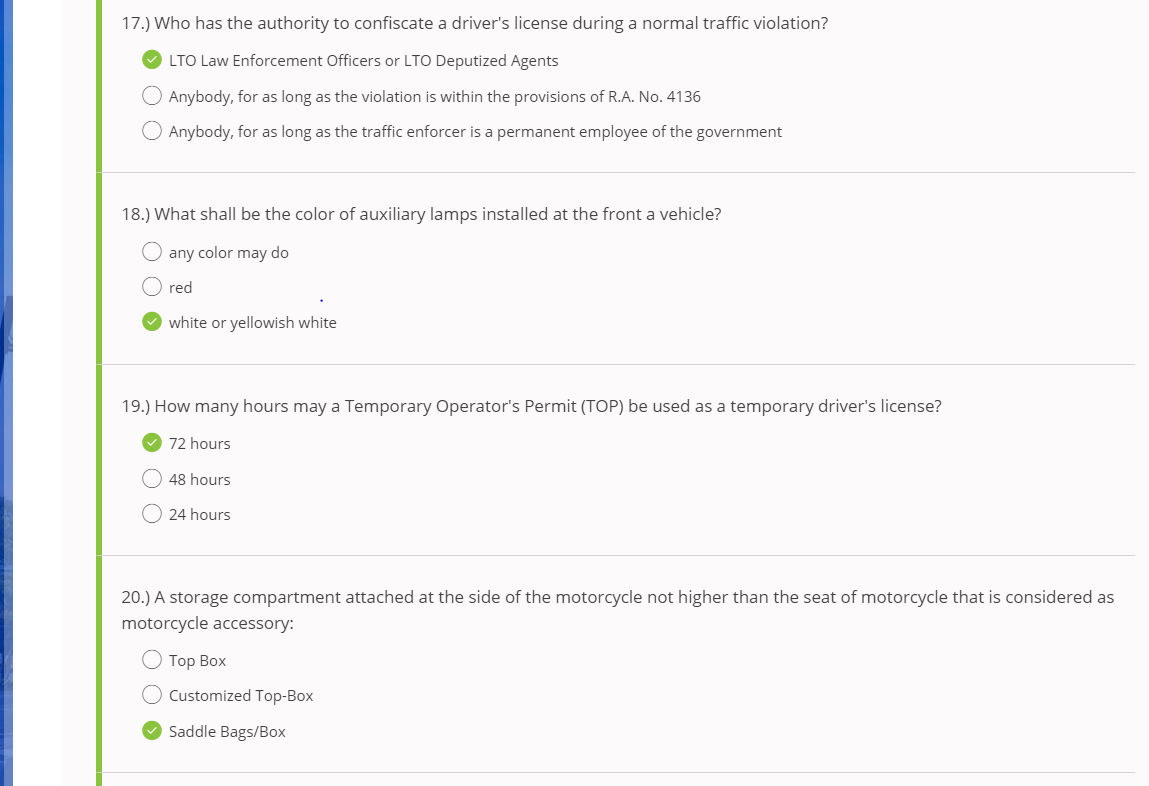 17.) Who has the authority to confiscate a driver's license during a normal traffic violation?
LTO Law Enforcement Officers or LTO Deputized Agents
Anybody, for as long as the violation is within the provisions of R.A. No. 4136
Anybody, for as long as the traffic enforcer is a permanent employee of the government
18.) What shall be the color of auxiliary lamps installed at the front a vehicle?
any color may do
red
white or yellowish white
19.) How many hours may a Temporary Operator's Permit (TOP) be used as a temporary driver's license?
72 hours
48 hours
24 hours
20.) A storage compartment attached at the side of the motorcycle not higher than the seat of motorcycle that is considered as
motorcycle accessory:
Top Box
Customized Top-Box
Saddle Bags/Box